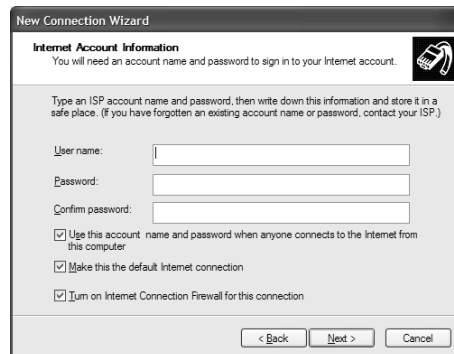 New Connection Wizard
Internet Account Information
You will need an account name and password to sign in to your Internet account.
Type an ISP account name and password, then write down this information and store it in a
safe place. (If you have forgotten an existing account name or password, contact your ISP.)
User name:
Password:
Confirm password:
Use this account name and password when anyone connects to the Internet from
this computer
Make this the default Internet connection
Turn on Internet Connection Firewall for this connection
< Back
Next >
Cancel